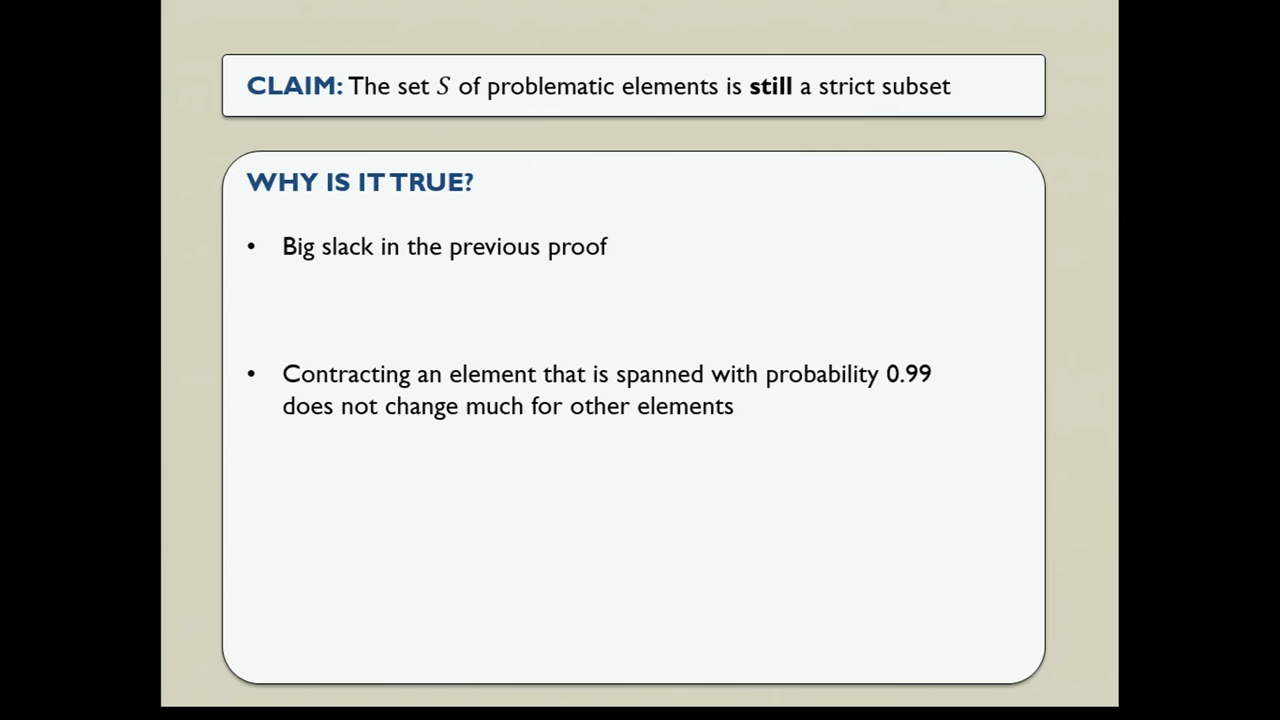 CLAIM: The set S of problematic elements is still a strict subset
WHY IS IT TRUE?
• Big slack in the previous proof
• Contracting an element that is spanned with probability 0.99
does not change much for other elements